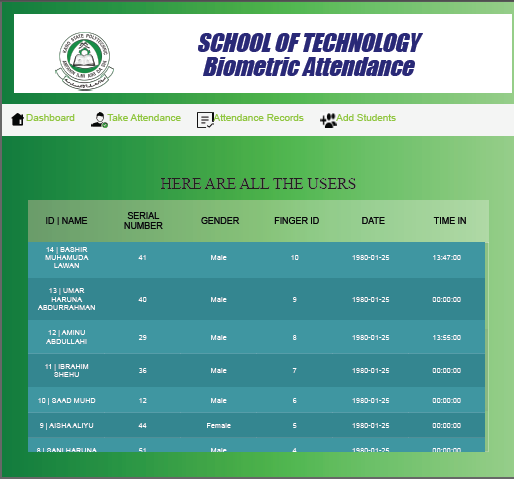 KANO STATE POLYTECHNIC
SCHOOL OF TECHNOLOGY
Biometric Attendance
Dashboard Take Attendance Attendance Records Add Students
HERE ARE ALL THE USERS
ID | NAME SERIAL NUMBER GENDER FINGER ID DATE TIME IN
14 | BASHIR MUHAMUDA LAWAN 41 Male 10 1980-01-25 13:47:00
13 | UMAR HARUNA ABDURRAHMAN 40 Male 9 1980-01-25 00:00:00
12 | AMINU ABDULLAHI 29 Male 8 1980-01-25 13:55:00
11 | IBRAHIM SHEHU 36 Male 7 1980-01-25 00:00:00
10 | SAAD MUHD 12 Male 6 1980-01-25 00:00:00
9 | AISHA ALIYU 44 Female 5 1980-01-25 00:00:00
8 | SANI HARUNA 51 Male 4 1980-01-25 00:00:00